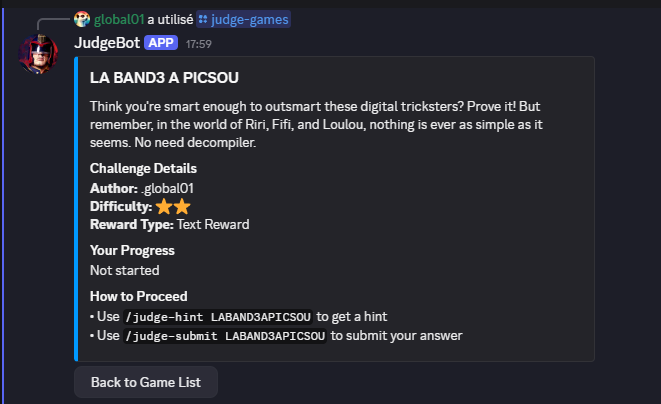 global01 a utilisé judge-games
JudgeBot APP 17:59
LA BAND3 A PICSOU
Think you're smart enough to outsmart these digital tricksters? Prove it! But
remember, in the world of Riri, Fifi, and Loulou, nothing is ever as simple as it
seems. No need decompiler.
Challenge Details
Author: .global01
Difficulty: ⭐⭐
Reward Type: Text Reward
Your Progress
Not started
How to Proceed
• Use /judge-hint LABAND3APICSOU to get a hint
• Use /judge-submit LABAND3APICSOU to submit your answer
Back to Game List